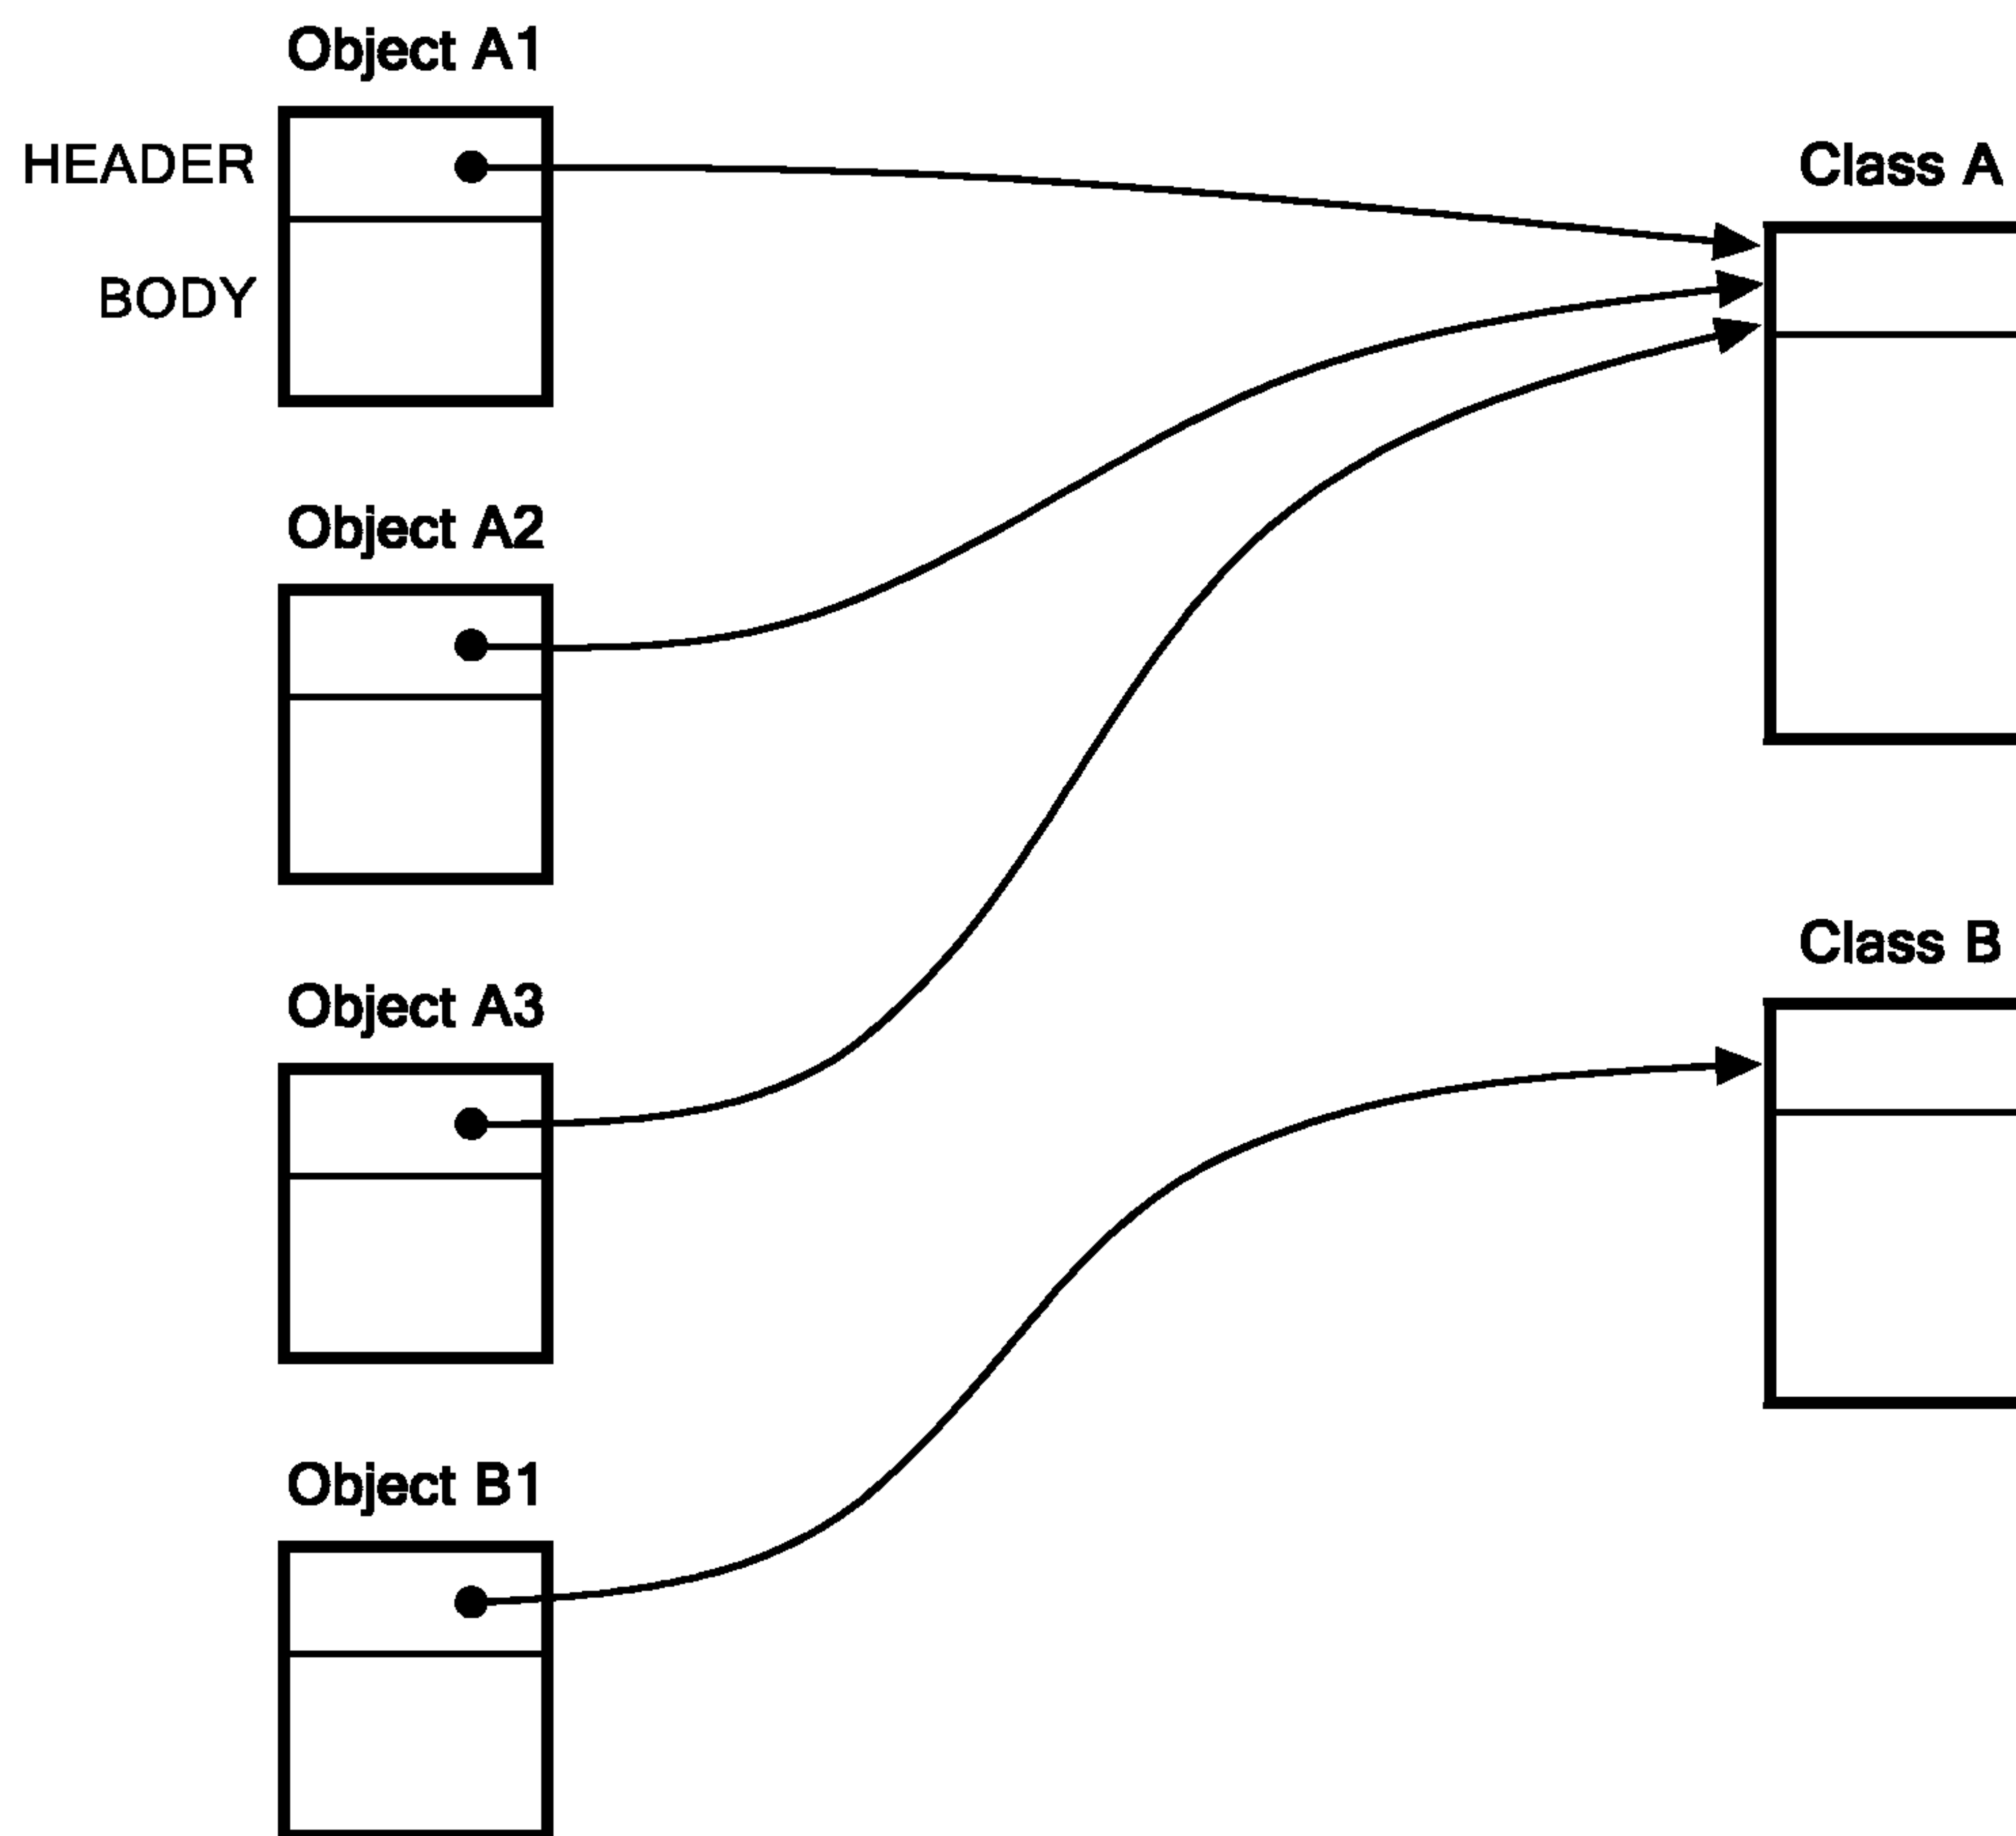 Object A1
HEADER
Class A
BODY
Object A2
Class B
Object A3
Object B1